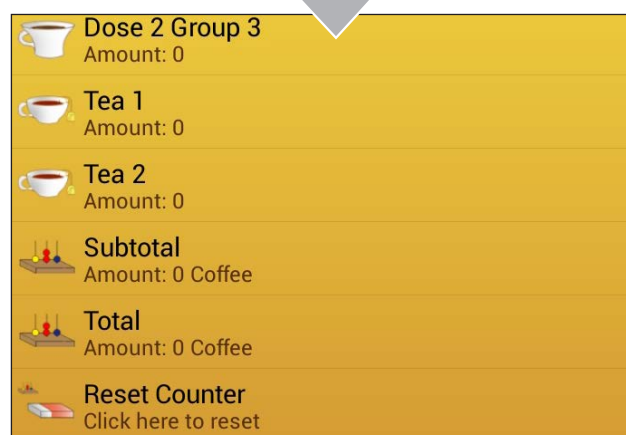 Dose 2 Group 3
Amount: 0
Tea 1
Amount: 0
Tea 2
Amount: 0
Subtotal
Amount: 0 Coffee
Total
Amount: 0 Coffee
Reset Counter
Click here to reset